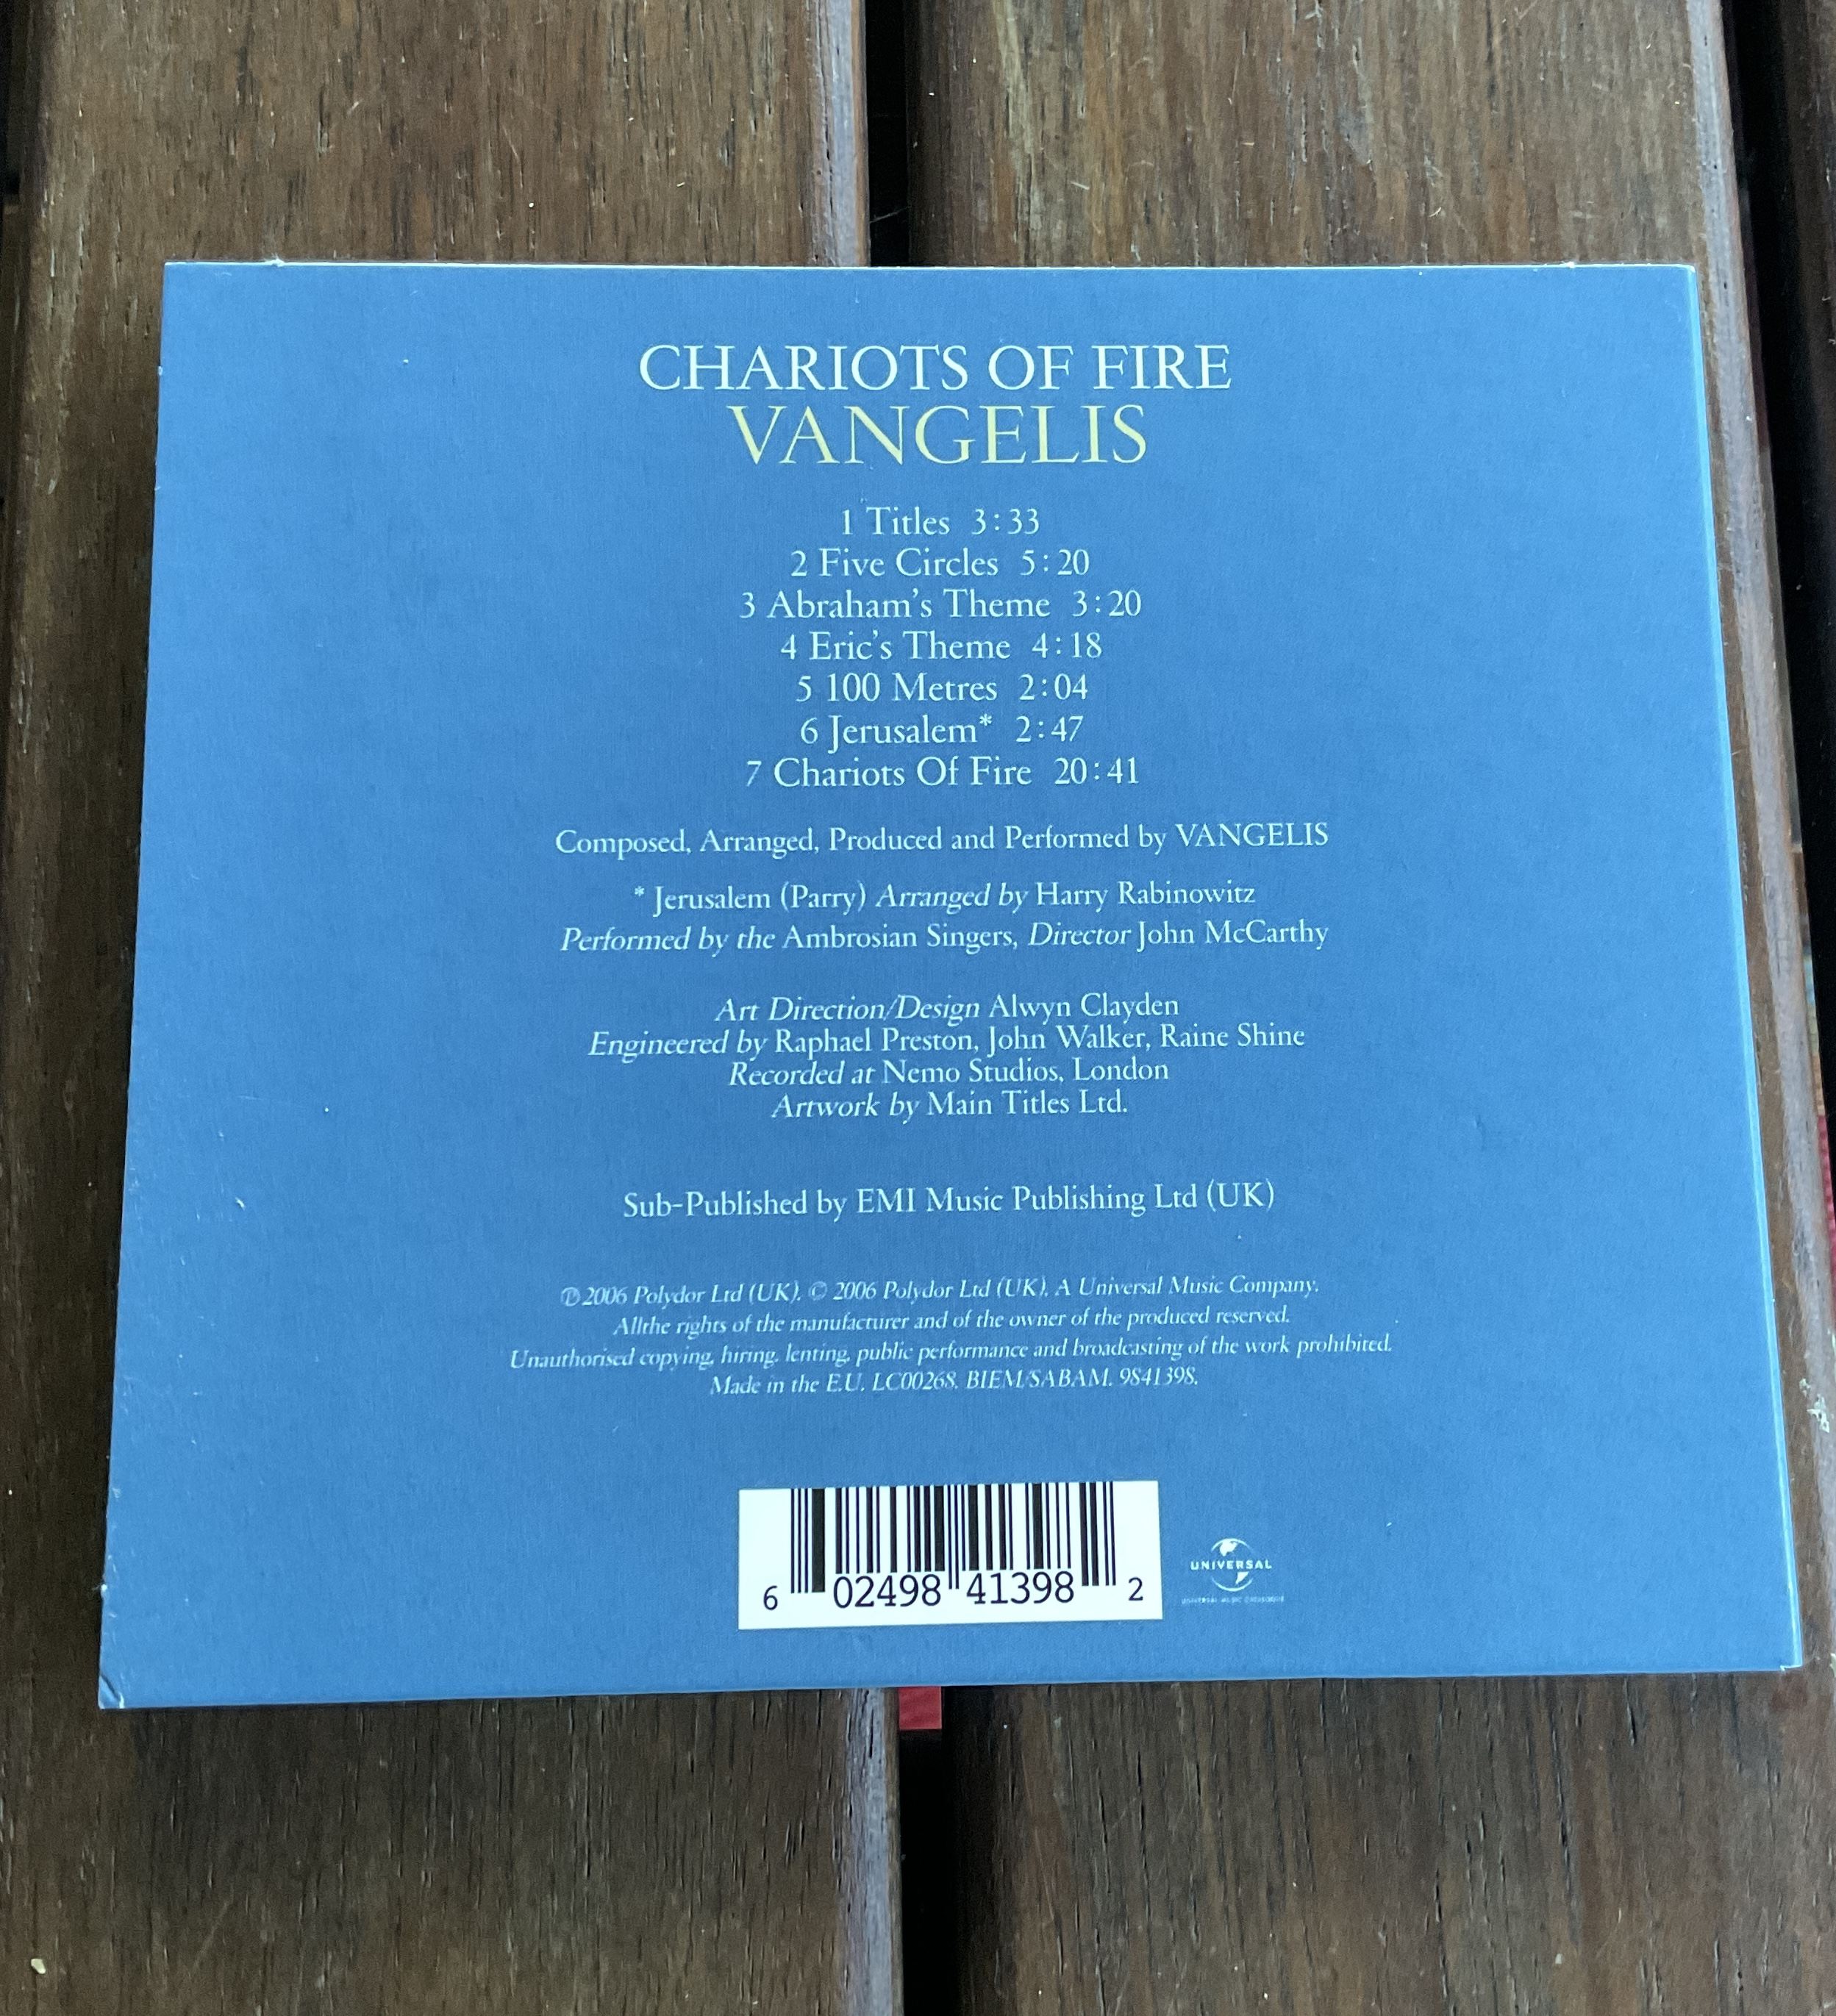 CHARIOTS OF FIRE
VANGELIS
1 Titles 3:33
2 Five Circles 5:20
3 Abraham's Theme 3:20
4 Eric's Theme 4:18
5 100 Metres 2:04
6 Jerusalem* 2:47
7 Chariots Of Fire 20:41
Composed, Arranged, Produced and Performed by VANGELIS
* Jerusalem (Parry) Arranged by Harry Rabinowitz
Performed by the Ambrosian Singers, Director John McCarthy
Art Direction/Design Alwyn Clayden
Engineered by Raphael Preston, John Walker, Raine Shine
Recorded at Nemo Studios, London
Artwork by Main Titles Ltd.
Sub-Published by EMI Music Publishing Ltd (UK)
℗2006 Polydor Ltd (UK). © 2006 Polydor Ltd (UK), A Universal Music Company.
Allthe rights of the manufacturer and of the owner of the produced reserved.
Unauthorised copying, hiring, lenting, public performance and broadcasting of the work prohibited.
Made in the E.U. LC00268. BIEM/SABAM. 9841398.
6 02498 41398 2
UNIVERSAL